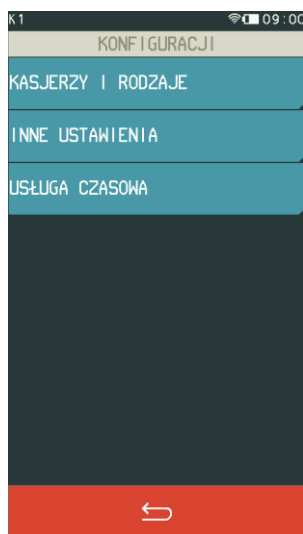 K1 09:00
KONFIGURACJI
KASJERZY I RODZAJE
INNE USTAWIENIA
USŁUGA CZASOWA